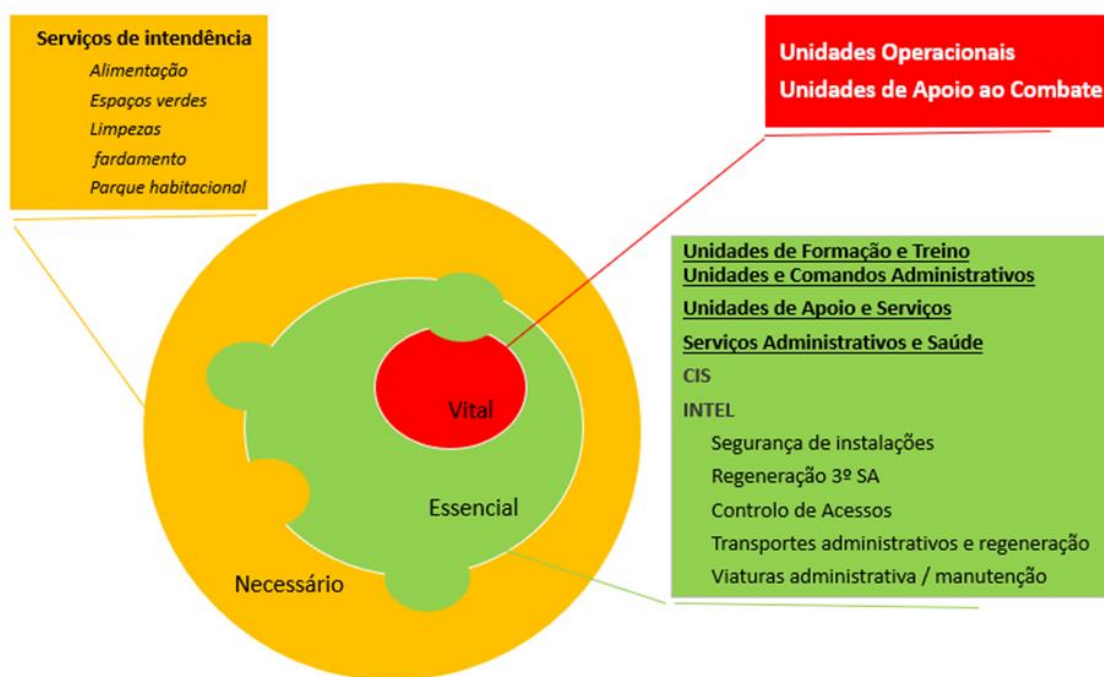 Serviços de intendência
Alimentação
Espaços verdes
Limpezas
fardamento
Parque habitacional
Unidades Operacionais
Unidades de Apoio ao Combate
Unidades de Formação e Treino
Unidades e Comandos Administrativos
Unidades de Apoio e Serviços
Serviços Administrativos e Saúde
CIS
INTEL
Segurança de instalações
Regeneração 3º SA
Controlo de Acessos
Transportes administrativos e regeneração
Viaturas administrativa / manutenção
Vital
Essencial
Necessário